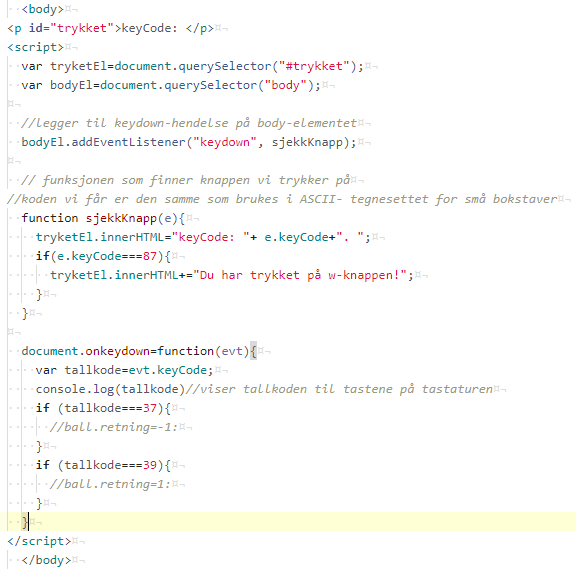 <body>
<p id="trykket">keyCode: </p>
<script>
var tryketEl=document.querySelector("#trykket");
var bodyEl=document.querySelector("body");
//legger til keydown-hendelse på body-elementet
bodyEl.addEventListener("keydown", sjekkKnapp);
// funksjonen som finner knappen vi trykker på
//koden vi får er den samme som brukes i ASCII- tegnesettet for små bokstaver
function sjekkKnapp(e){
tryketEl.innerHTML="keyCode: "+ e.keyCode+". ";
if(e.keyCode===87){
tryketEl.innerHTML+="Du har trykket på w-knappen!";
}
}
document.onkeydown=function(evt){
var tallkode=evt.keyCode;
console.log(tallkode)//viser tallkoden til tastene på tastaturen
if (tallkode===37){
//ball.retning=-1:
}
if (tallkode===39){
//ball.retning=1:
}
}
</script>
</body>